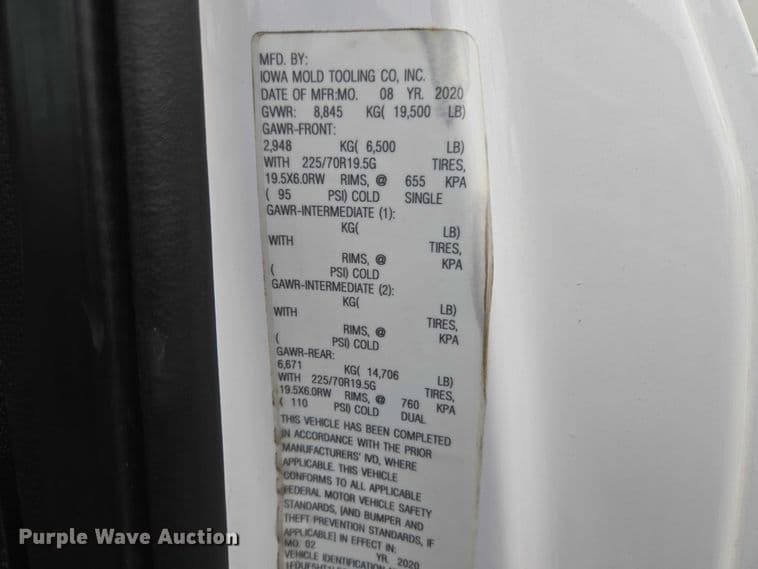 MFD. BY:
IOWA MOLD TOOLING CO, INC.
DATE OF MFR:MO. 08 YR. 2020
GVWR: 8,845 KG( 19,500 LB)
GAWR-FRONT:
2,948 KG( 6,500 LB)
WITH 225/70R19.5G TIRES,
19.5X6.0RW RIMS, @ 655 KPA
( 95 PSI) COLD SINGLE
GAWR-INTERMEDIATE (1):
KG( LB)
WITH TIRES,
RIMS, @ KPA
( PSI) COLD
GAWR-INTERMEDIATE (2):
KG( LB)
WITH TIRES,
RIMS, @ KPA
( PSI) COLD
GAWR-REAR:
6,671 KG( 14,706 LB)
WITH 225/70R19.5G TIRES,
19.5X6.0RW RIMS, @ 760 KPA
( 110 PSI) COLD DUAL
THIS VEHICLE HAS BEEN COMPLETED
IN ACCORDANCE WITH THE PRIOR
MANUFACTURERS' IVD, WHERE
APPLICABLE. THIS VEHICLE
CONFORMS TO ALL APPLICABLE
FEDERAL MOTOR VEHICLE SAFETY
STANDARDS, [AND BUMPER AND
THEFT PREVENTION STANDARDS, IF
APPLICABLE] IN EFFECT IN:
MO. 02 YR. 2020
VEHICLE IDENTIFICATION
Purple Wave Auction